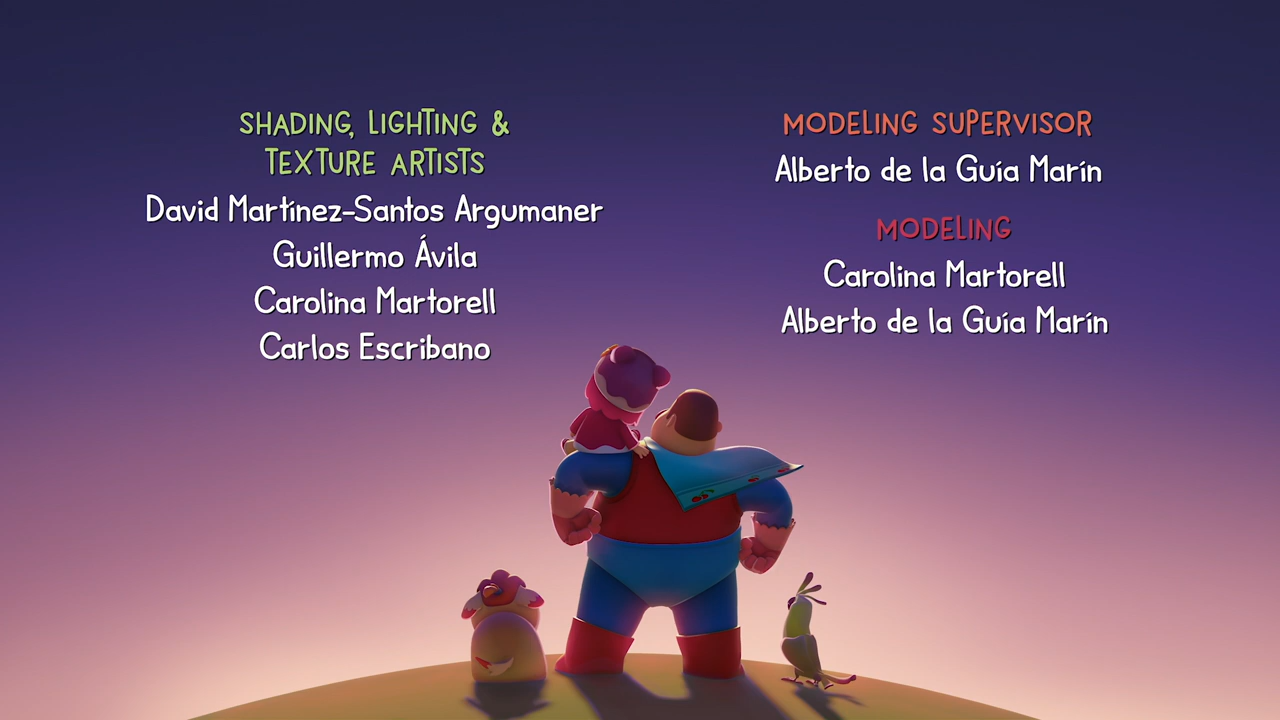 SHADING, LIGHTING &
TEXTURE ARTISTS
David Martínez-Santos Argumaner
Guillermo Ávila
Carolina Martorell
Carlos Escribano
MODELING SUPERVISOR
Alberto de la Guía Marín
MODELING
Carolina Martorell
Alberto de la Guía Marín